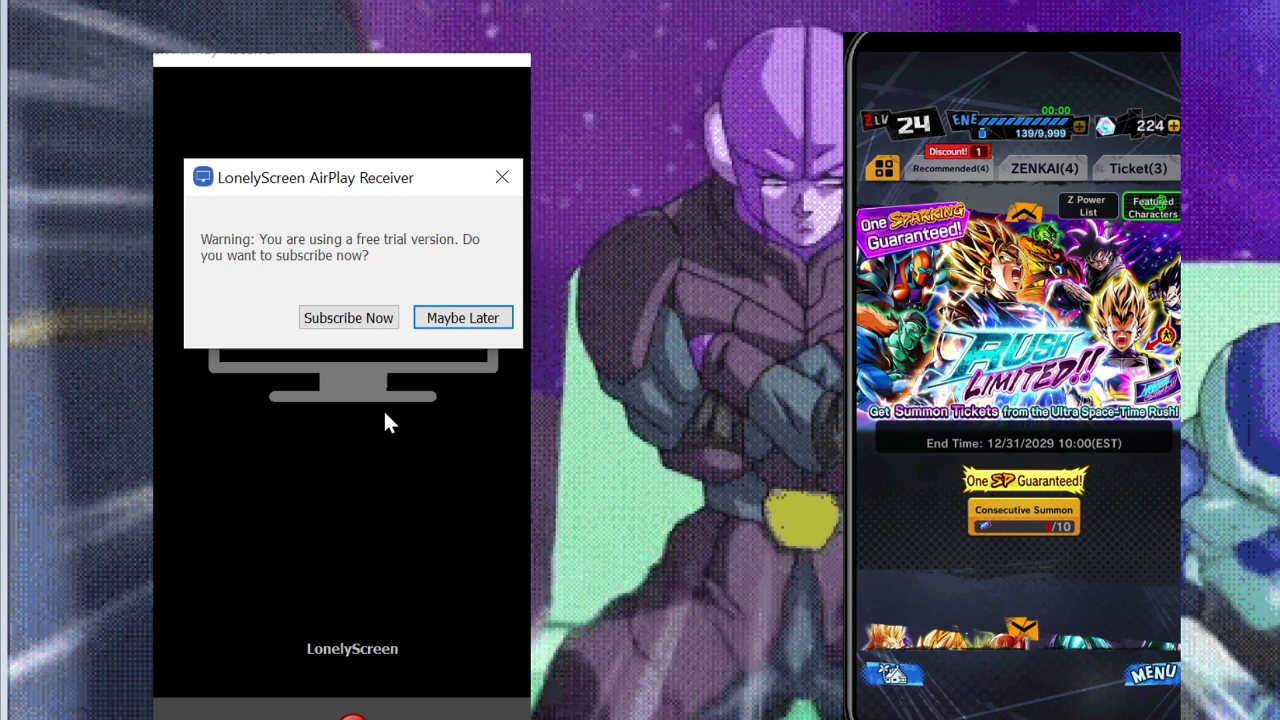 LonelyScreen AirPlay Receiver
Warning: You are using a free trial version. Do
you want to subscribe now?
Subscribe Now
Maybe Later
LonelyScreen
ZLV 24
ENE
00:00
139/9,999
224
Discount! 1
Recommended(4)
ZENKAI(4)
Ticket(3)
Z Power
List
Featured
Characters
One SPARKING
Guaranteed!
RUSH
LIMITED!!
Get Summon Tickets from the Ultra Space-Time Rush!
End Time: 12/31/2029 10:00(EST)
One SP Guaranteed!
Consecutive Summon
/10
MENU